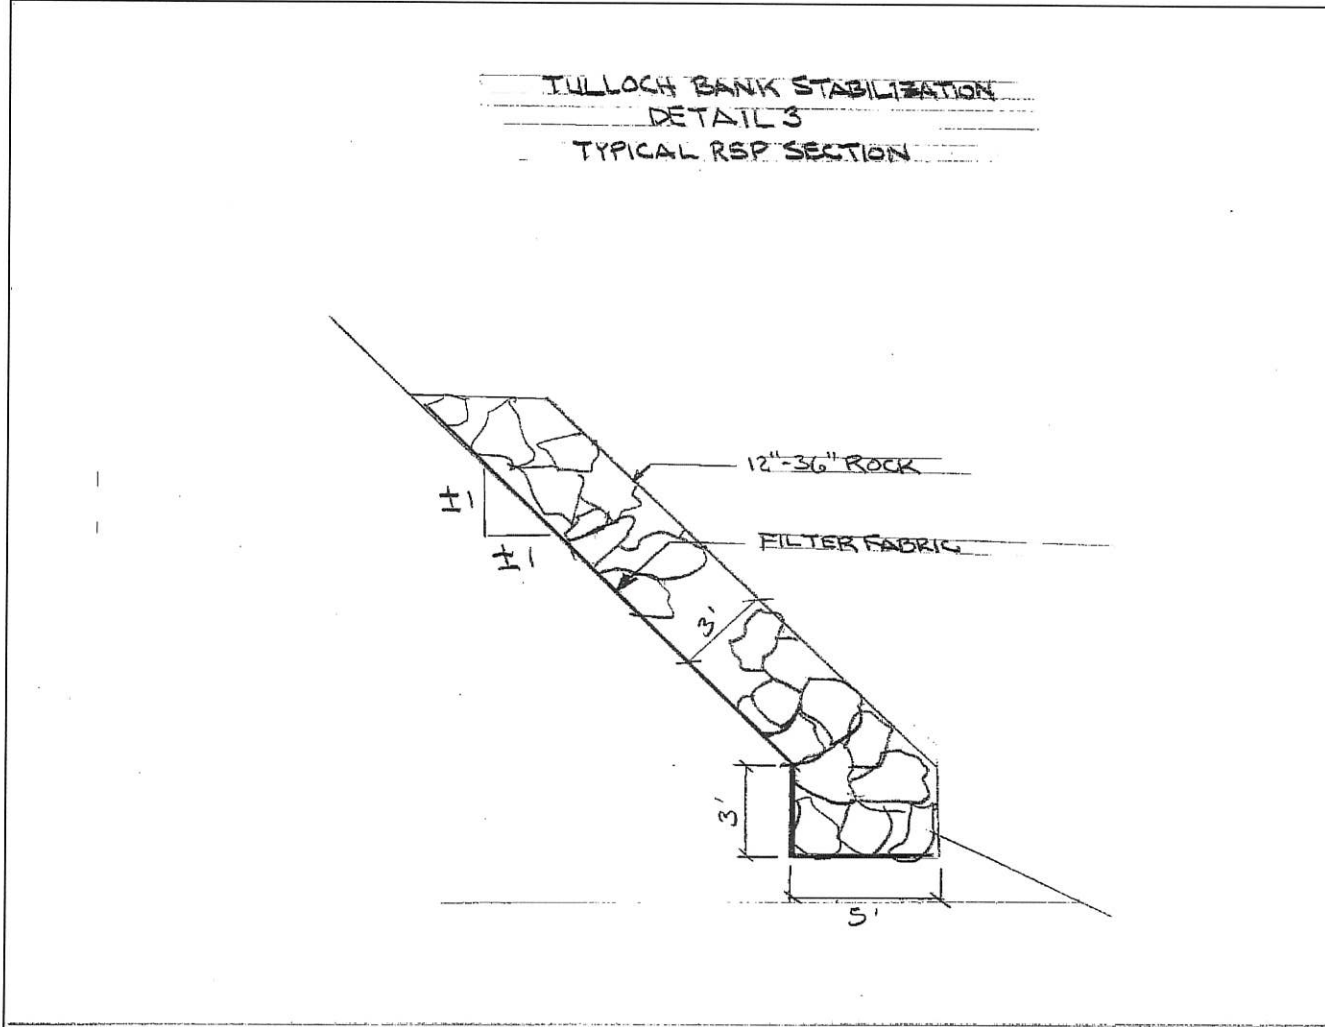 TULLOCH BANK STABILIZATION
DETAIL 3
TYPICAL RSP SECTION
12"-36" ROCK
±1
FILTER FABRIC
±1
3'
3'
5'